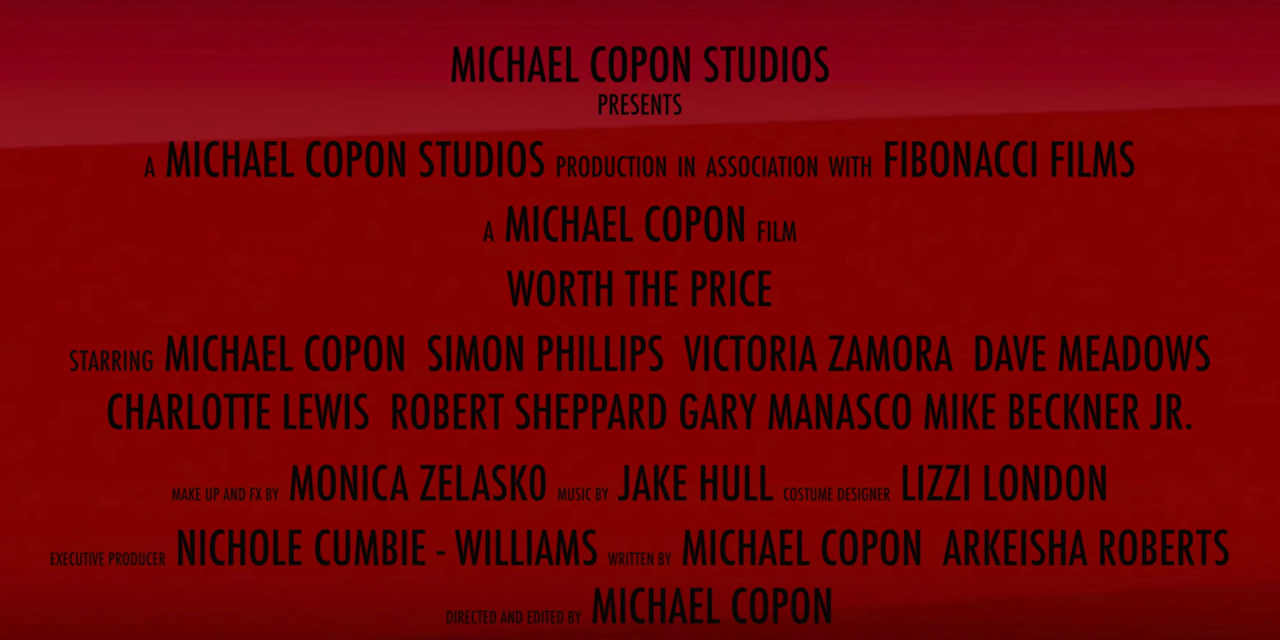 MICHAEL COPON STUDIOS
PRESENTS
A MICHAEL COPON STUDIOS PRODUCTION IN ASSOCIATION WITH FIBONACCI FILMS
A MICHAEL COPON FILM
WORTH THE PRICE
STARRING MICHAEL COPON SIMON PHILLIPS VICTORIA ZAMORA DAVE MEADOWS
CHARLOTTE LEWIS ROBERT SHEPPARD GARY MANASCO MIKE BECKNER JR.
MAKE UP AND FX BY MONICA ZELASKO MUSIC BY JAKE HULL COSTUME DESIGNER LIZZI LONDON
EXECUTIVE PRODUCER NICHOLE CUMBIE - WILLIAMS WRITTEN BY MICHAEL COPON ARKEISHA ROBERTS
DIRECTED AND EDITED BY MICHAEL COPON